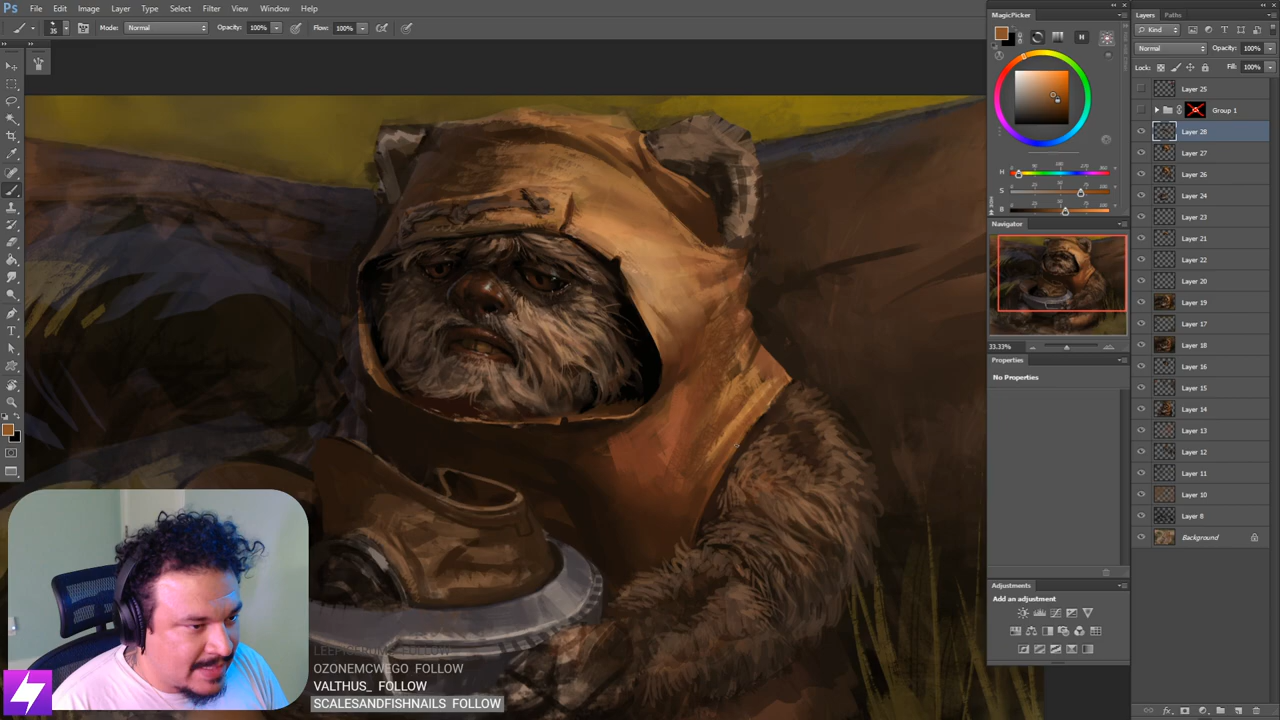 Ps File Edit Image Layer Type Select Filter 3D View Window Help
35 Mode: Normal Opacity: 100% Flow: 100%
MagicPicker
H
H
S
B
Navigator
33.33%
Properties
No Properties
Adjustments
Add an adjustment
Layers Paths
Kind
Normal Opacity: 100%
Lock: Fill: 100%
Layer 25
Group 1
Layer 28
Layer 27
Layer 26
Layer 24
Layer 23
Layer 21
Layer 22
Layer 20
Layer 19
Layer 17
Layer 18
Layer 16
Layer 15
Layer 14
Layer 13
Layer 12
Layer 11
Layer 10
Layer 8
Background
fx
FOLLOW
OZONEMCWEGO FOLLOW
VALTHUS_ FOLLOW
SCALESANDFISHNAILS FOLLOW